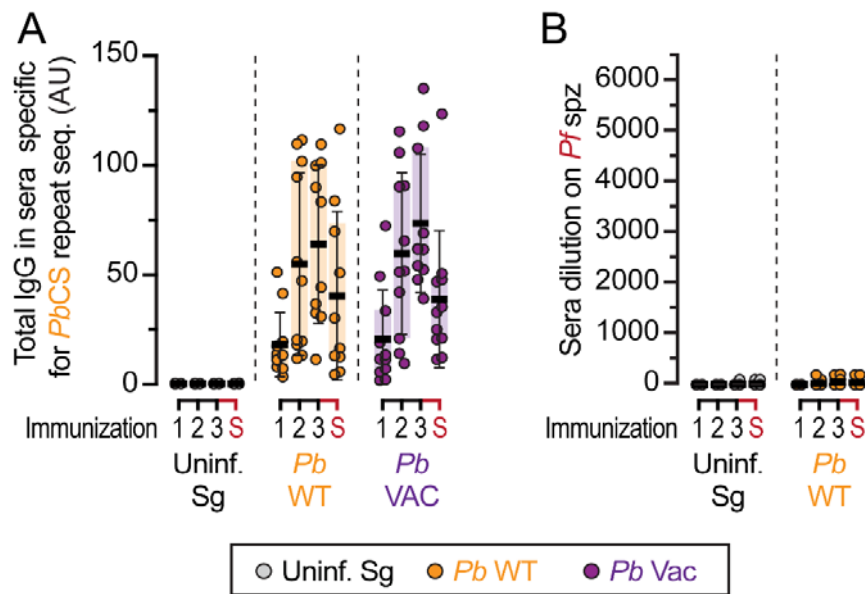 A
Total IgG in sera specific
for PbCS repeat seq. (AU)
150
100
50
0
Immunization 1 2 3 S 1 2 3 S 1 2 3 S
Uninf. Pb Pb
Sg WT VAC
B
Sera dilution on Pf spz
6000
5000
4000
3000
2000
1000
0
Immunization 1 2 3 S 1 2 3 S
Uninf. Pb
Sg WT
Uninf. Sg Pb WT Pb Vac